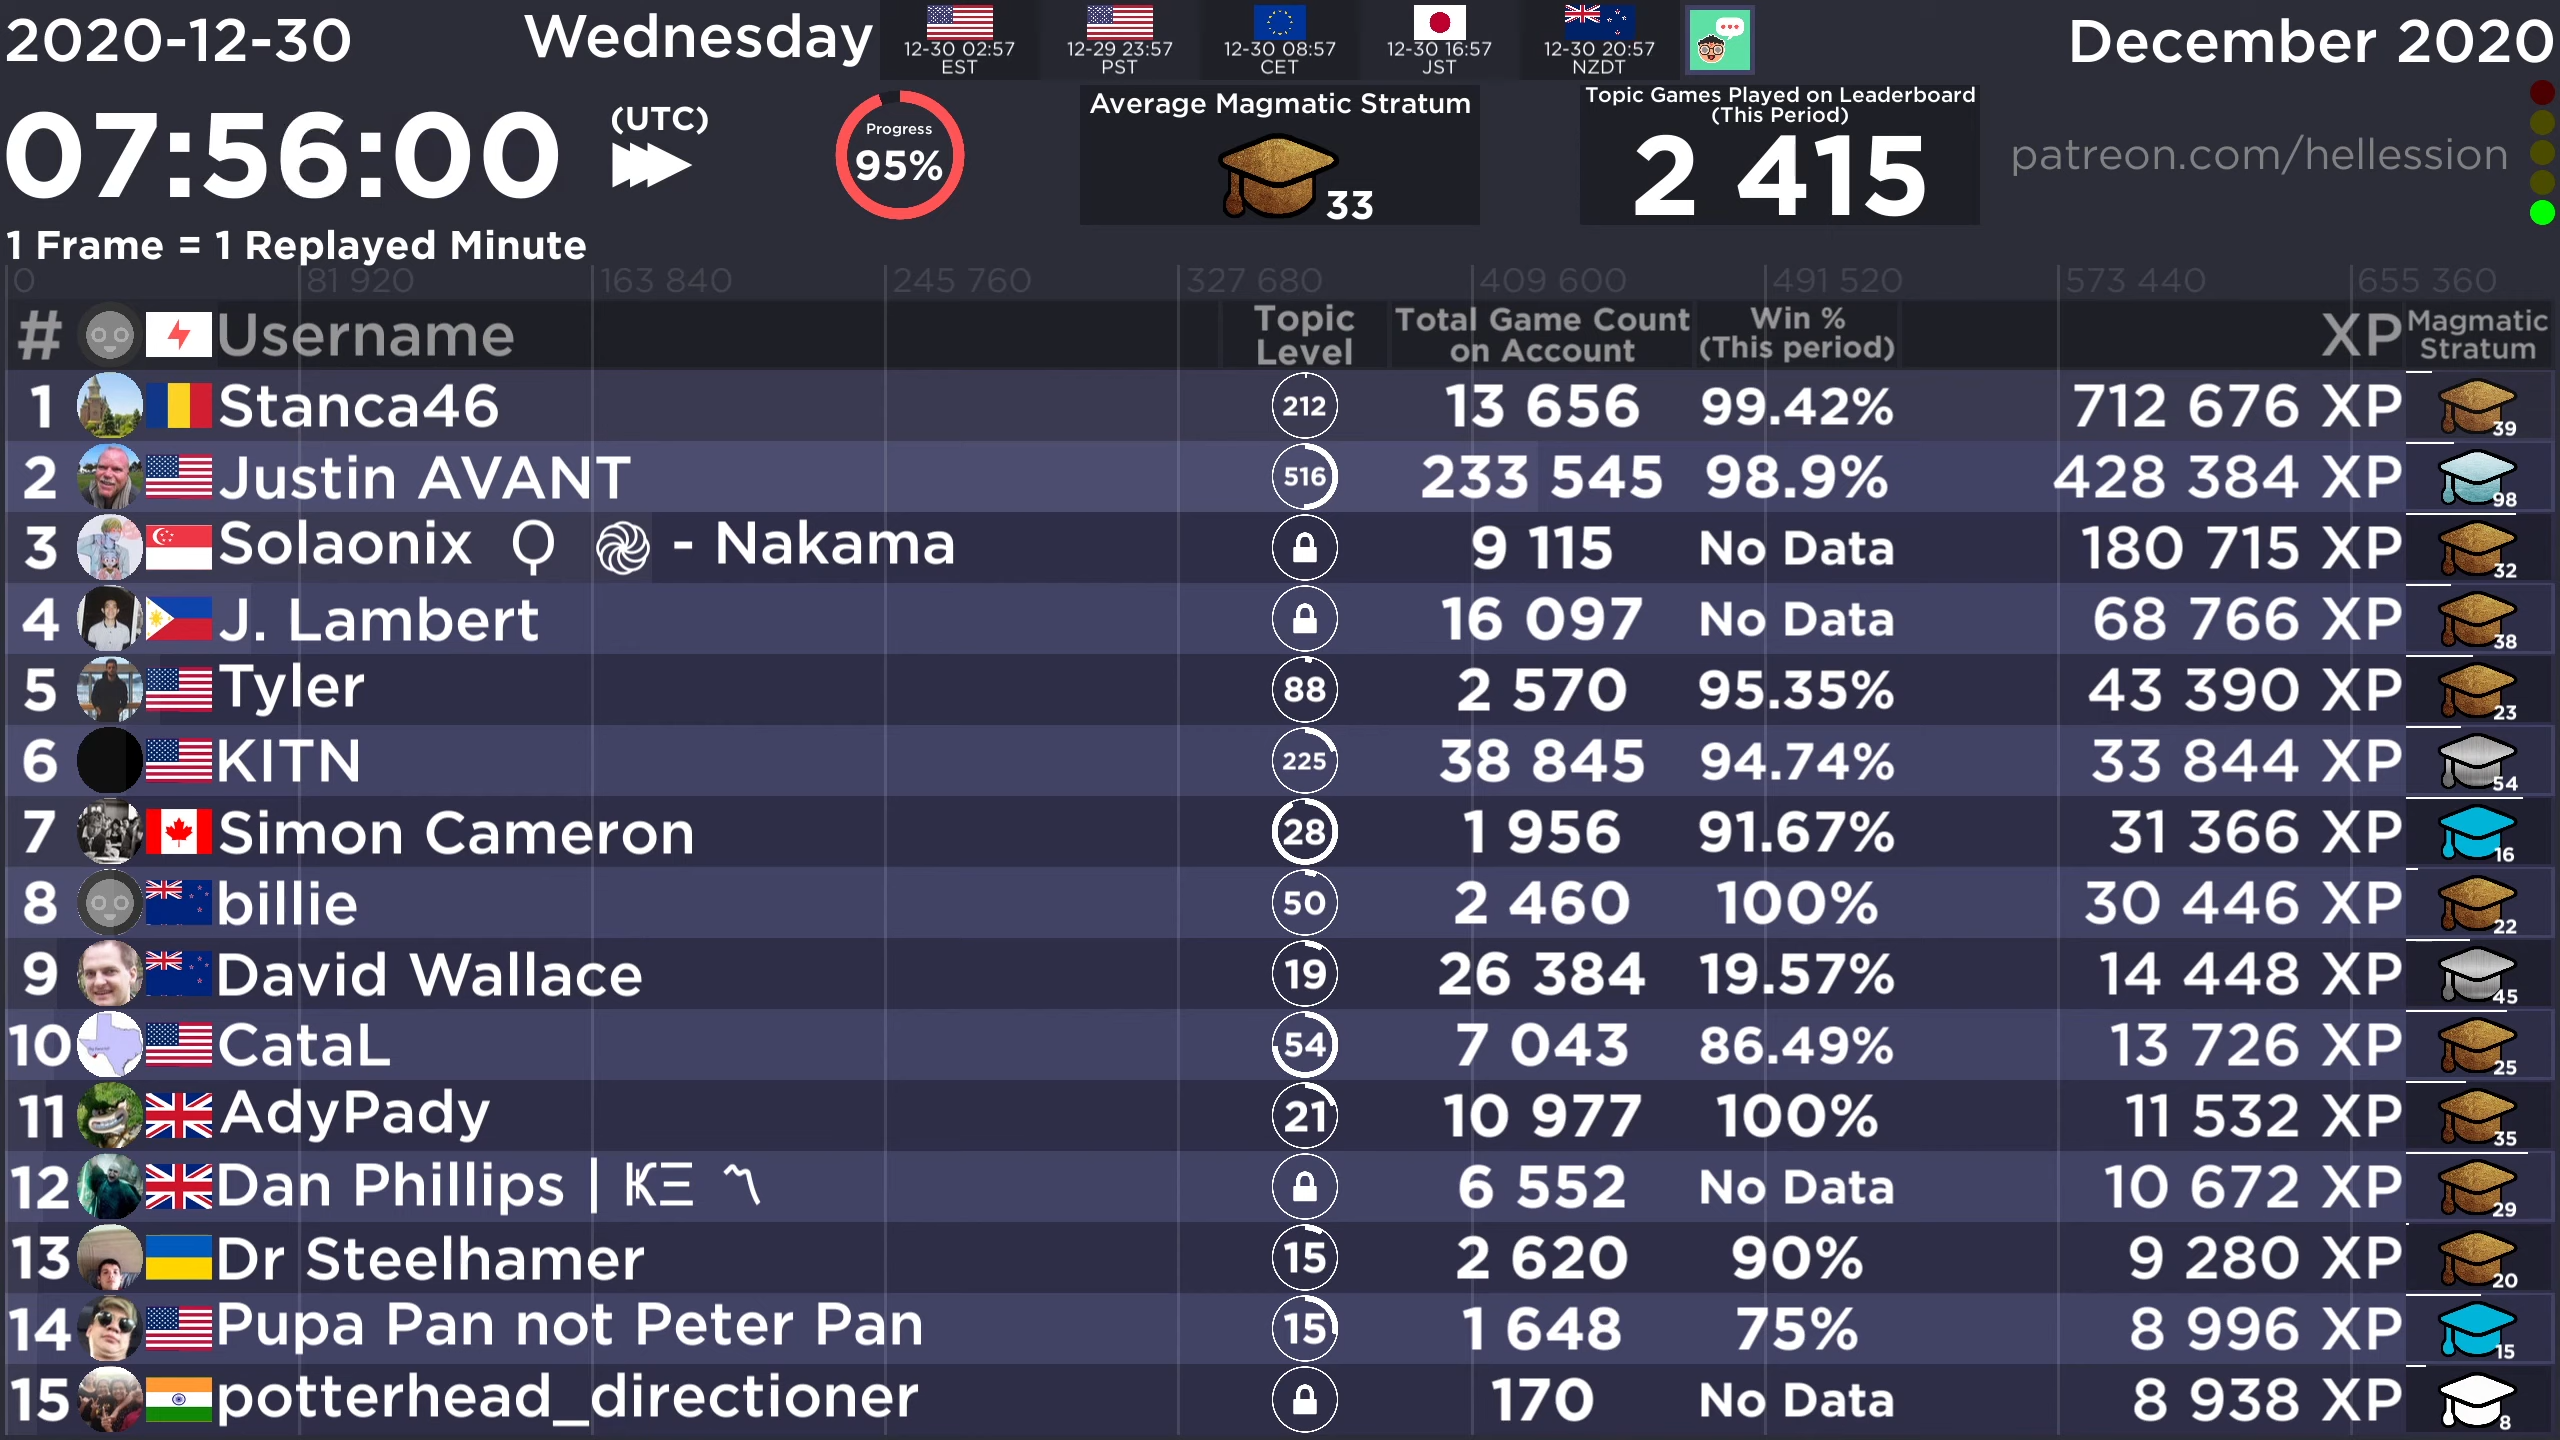 2020-12-30
Wednesday
12-30 02:57
EST
12-29 23:57
PST
12-30 08:57
CET
12-30 16:57
JST
12-30 20:57
NZDT
December 2020
07:56:00
(UTC)
Progress
95%
Average Magmatic Stratum
33
Topic Games Played on Leaderboard
(This Period)
2 415
patreon.com/hellession
1 Frame = 1 Replayed Minute
0 81 920 163 840 245 760 327 680 409 600 491 520 573 440 655 360
# Username Topic Level Total Game Count on Account Win % (This period) XP Magmatic Stratum
1 Stanca46 212 13 656 99.42% 712 676 XP 39
2 Justin AVANT 516 233 545 98.9% 428 384 XP 98
3 Solaonix - Nakama 9 115 No Data 180 715 XP 32
4 J. Lambert 16 097 No Data 68 766 XP 38
5 Tyler 88 2 570 95.35% 43 390 XP 23
6 KITN 225 38 845 94.74% 33 844 XP 54
7 Simon Cameron 28 1 956 91.67% 31 366 XP 16
8 billie 50 2 460 100% 30 446 XP 22
9 David Wallace 19 26 384 19.57% 14 448 XP 45
10 CataL 54 7 043 86.49% 13 726 XP 25
11 AdyPady 21 10 977 100% 11 532 XP 35
12 Dan Phillips | 6 552 No Data 10 672 XP 29
13 Dr Steelhamer 15 2 620 90% 9 280 XP 20
14 Pupa Pan not Peter Pan 15 1 648 75% 8 996 XP 15
15 potterhead_directioner 170 No Data 8 938 XP 8